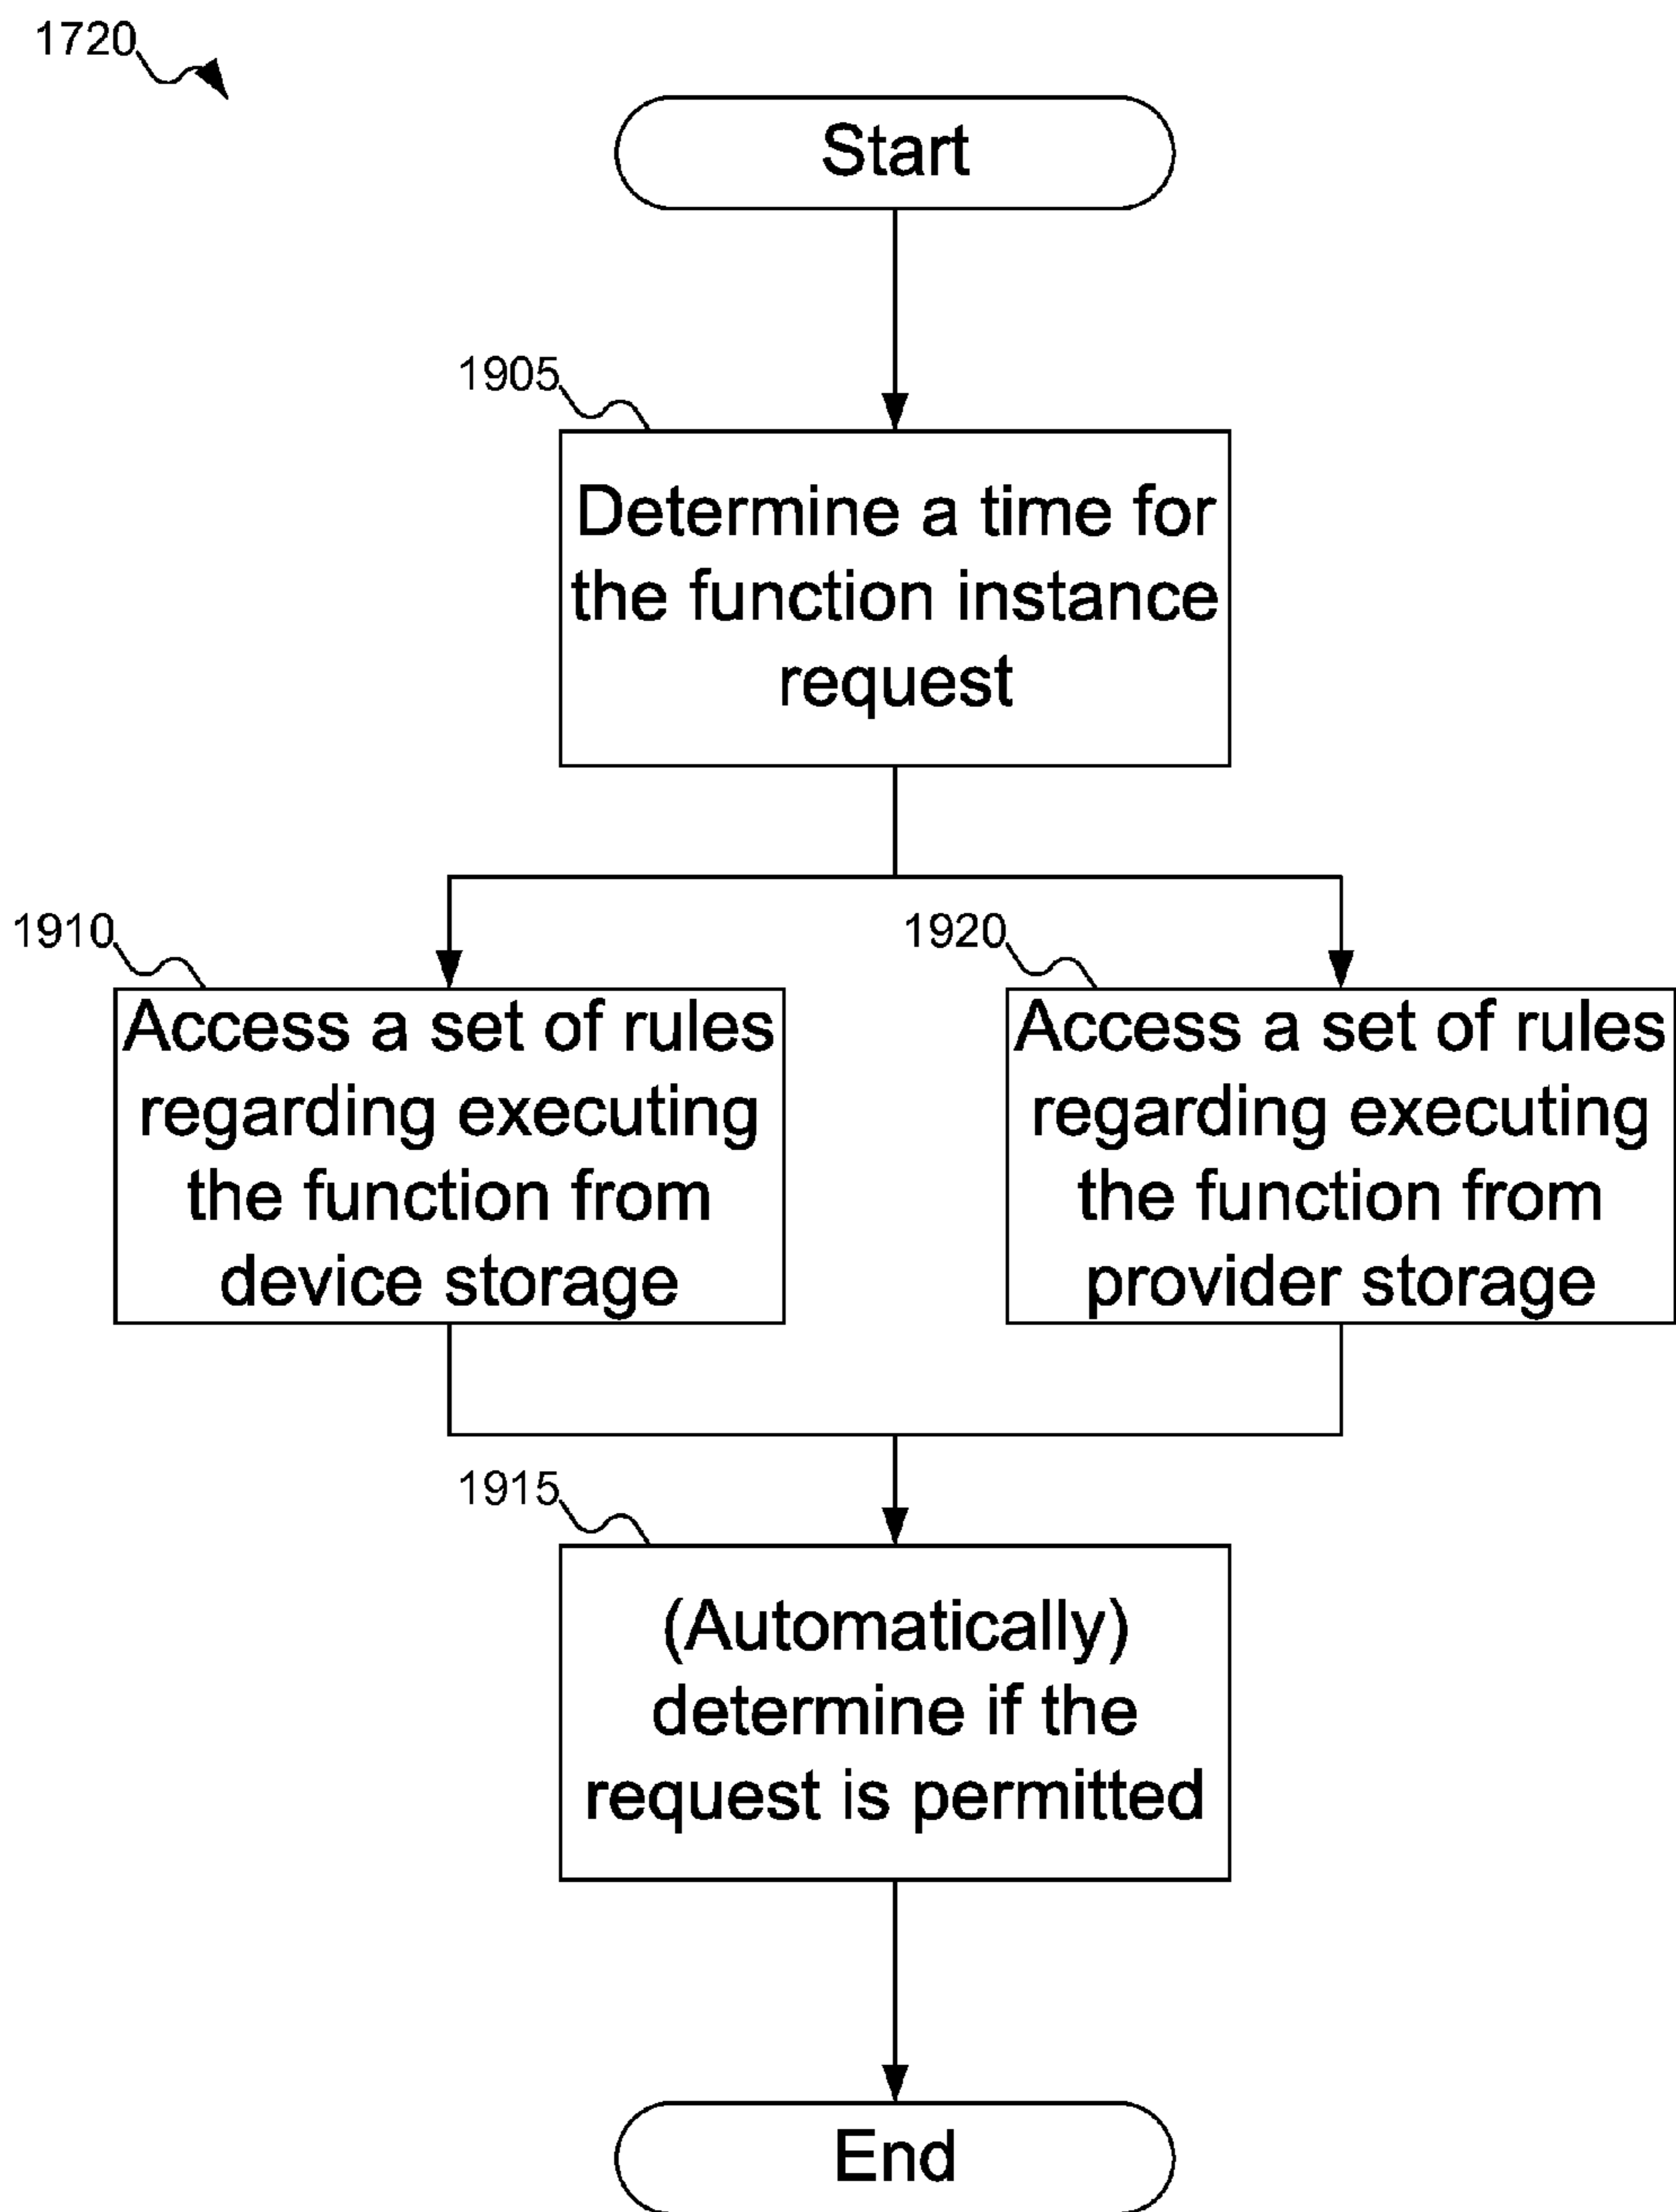 1720
Start
1905
Determine a time for
the function instance
request
1910
Access a set of rules
regarding executing
the function from
device storage
1920
Access a set of rules
regarding executing
the function from
provider storage
1915
(Automatically)
determine if the
request is permitted
End